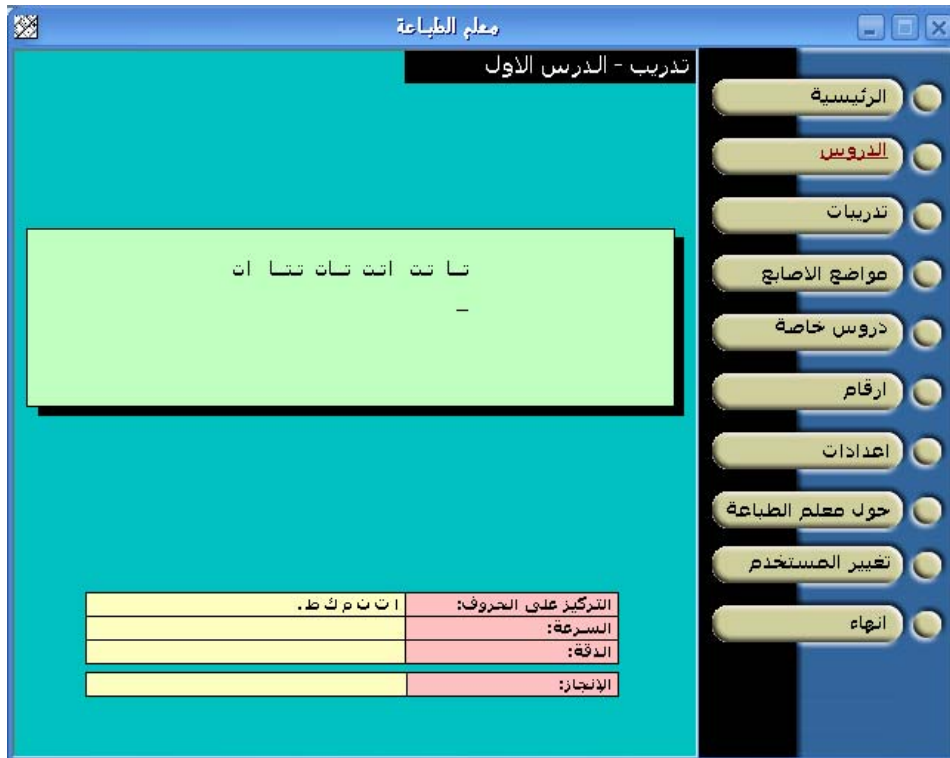 معلم الطباعة
تدريب - الدرس الاول
الرئيسية
الدروس
تدريبات
مواضع الاصابع
دروس خاصة
ارقام
اعدادات
حول معلم الطباعة
تغيير المستخدم
انهاء
تا تت اتت تات تتا ات
التركيز على الحروف: ا ت ن م ك ط .
السرعة:
الدقة:
الإنجاز: